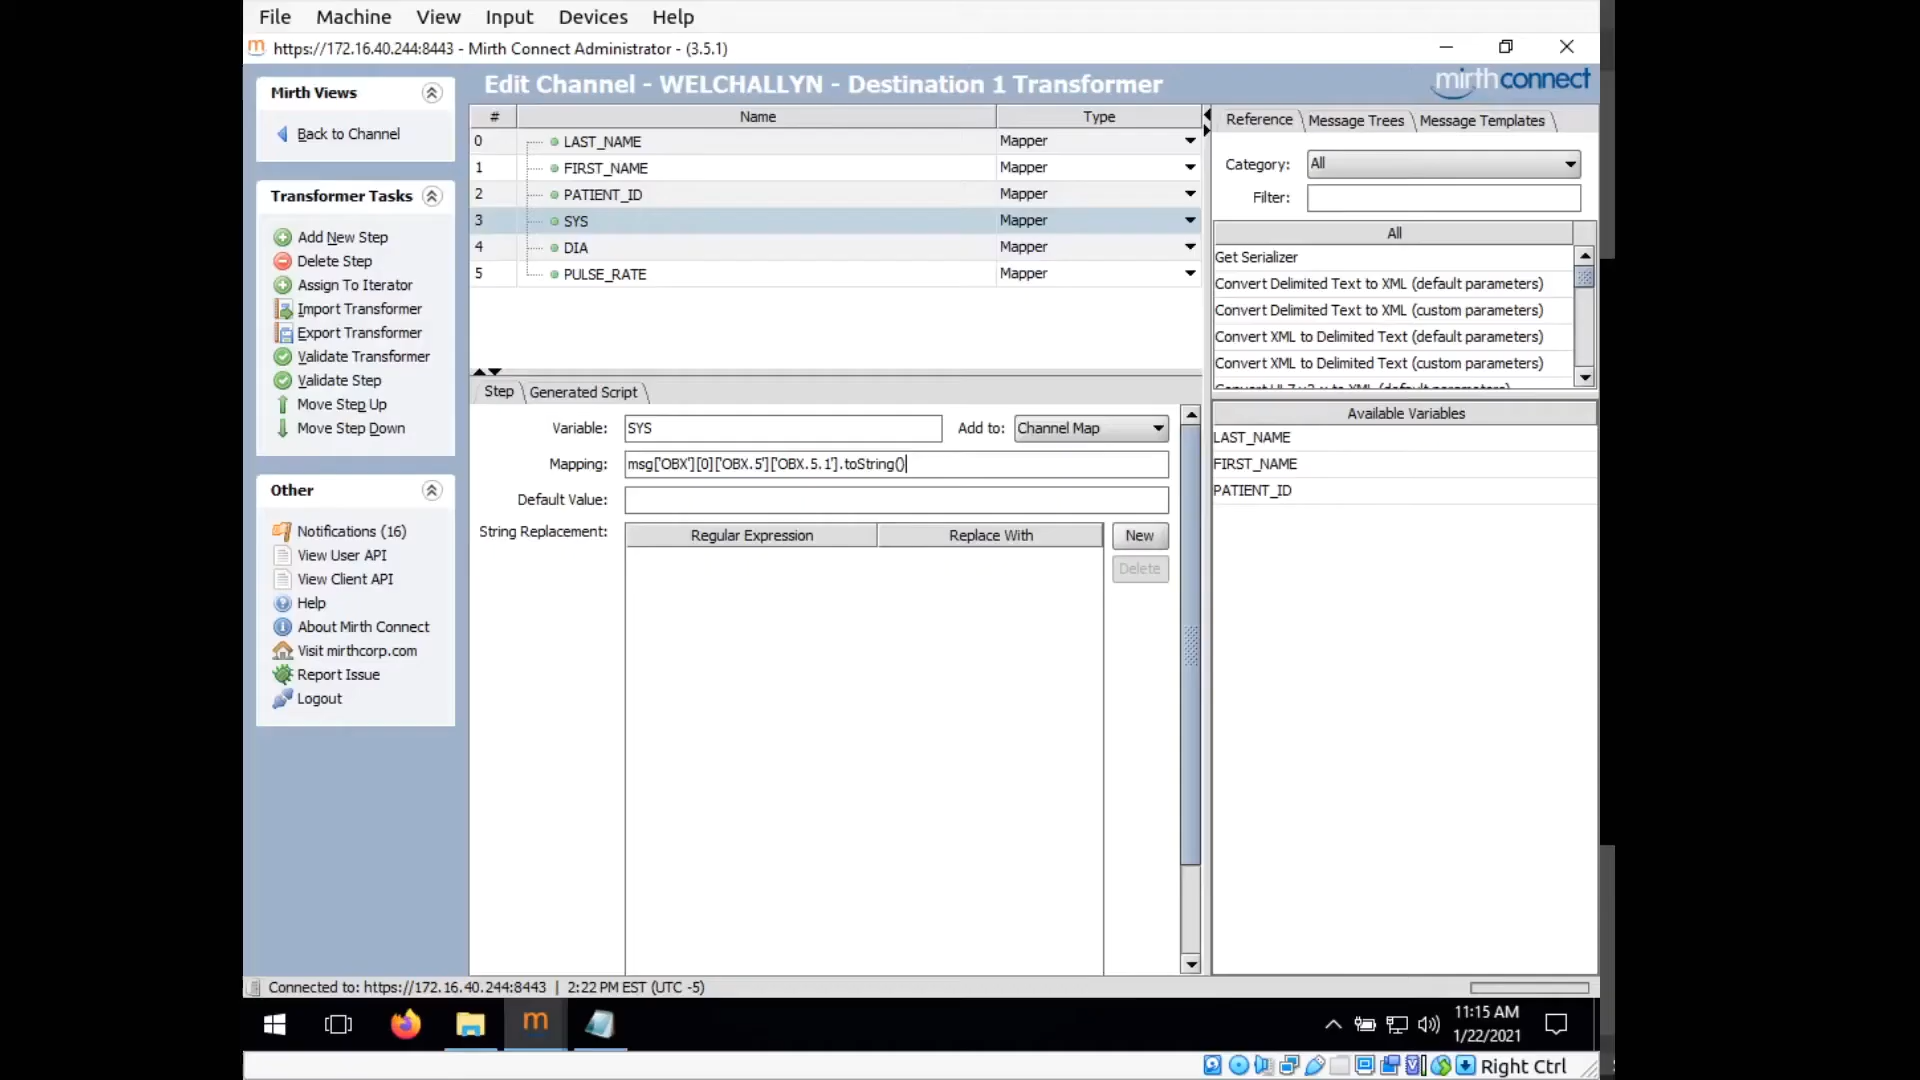 File Machine View Input Devices Help
https://172.16.40.244:8443 - Mirth Connect Administrator - (3.5.1)
Mirth Views
Back to Channel
Transformer Tasks
Add New Step
Delete Step
Assign To Iterator
Import Transformer
Export Transformer
Validate Transformer
Validate Step
Move Step Up
Move Step Down
Other
Notifications (16)
View User API
View Client API
Help
About Mirth Connect
Visit mirthcorp.com
Report Issue
Logout
Edit Channel - WELCHALLYN - Destination 1 Transformer
mirthconnect
# Name Type
0 LAST_NAME Mapper
1 FIRST_NAME Mapper
2 PATIENT_ID Mapper
3 SYS Mapper
4 DIA Mapper
5 PULSE_RATE Mapper
Step Generated Script
Variable: SYS Add to: Channel Map
Mapping: msg['OBX'][0]['OBX.5']['OBX.5.1'].toString()
Default Value:
String Replacement: Regular Expression Replace With New
Delete
Reference Message Trees Message Templates
Category: All
Filter:
All
Get Serializer
Convert Delimited Text to XML (default parameters)
Convert Delimited Text to XML (custom parameters)
Convert XML to Delimited Text (default parameters)
Convert XML to Delimited Text (custom parameters)
Convert HL7 v2.x to XML (default parameters)
Available Variables
LAST_NAME
FIRST_NAME
PATIENT_ID
Connected to: https://172.16.40.244:8443 | 2:22 PM EST (UTC -5)
m
11:15 AM
1/22/2021
Right Ctrl